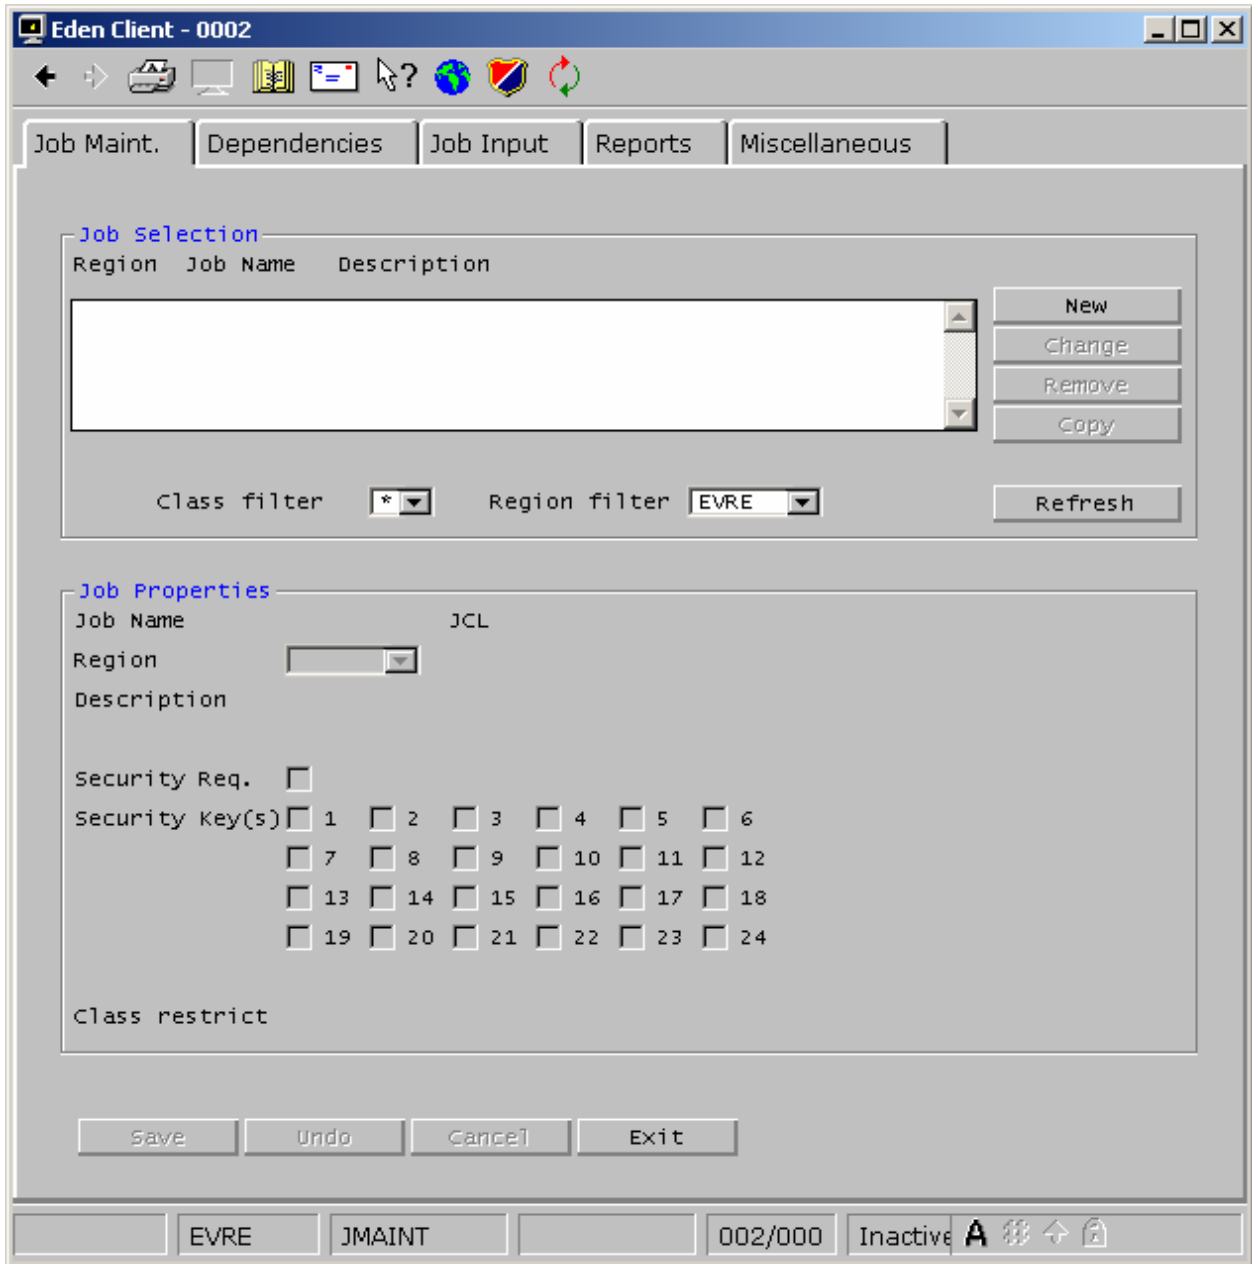 Eden Client - 0002
Job Maint. Dependencies Job Input Reports Miscellaneous
Job Selection
Region Job Name Description
New
Change
Remove
Copy
Class filter * Region filter EVRE Refresh
Job Properties
Job Name JCL
Region
Description
Security Req.
Security Key(s) 1 2 3 4 5 6
7 8 9 10 11 12
13 14 15 16 17 18
19 20 21 22 23 24
Class restrict
Save Undo Cancel Exit
EVRE JMAINT 002/000 Inactive A